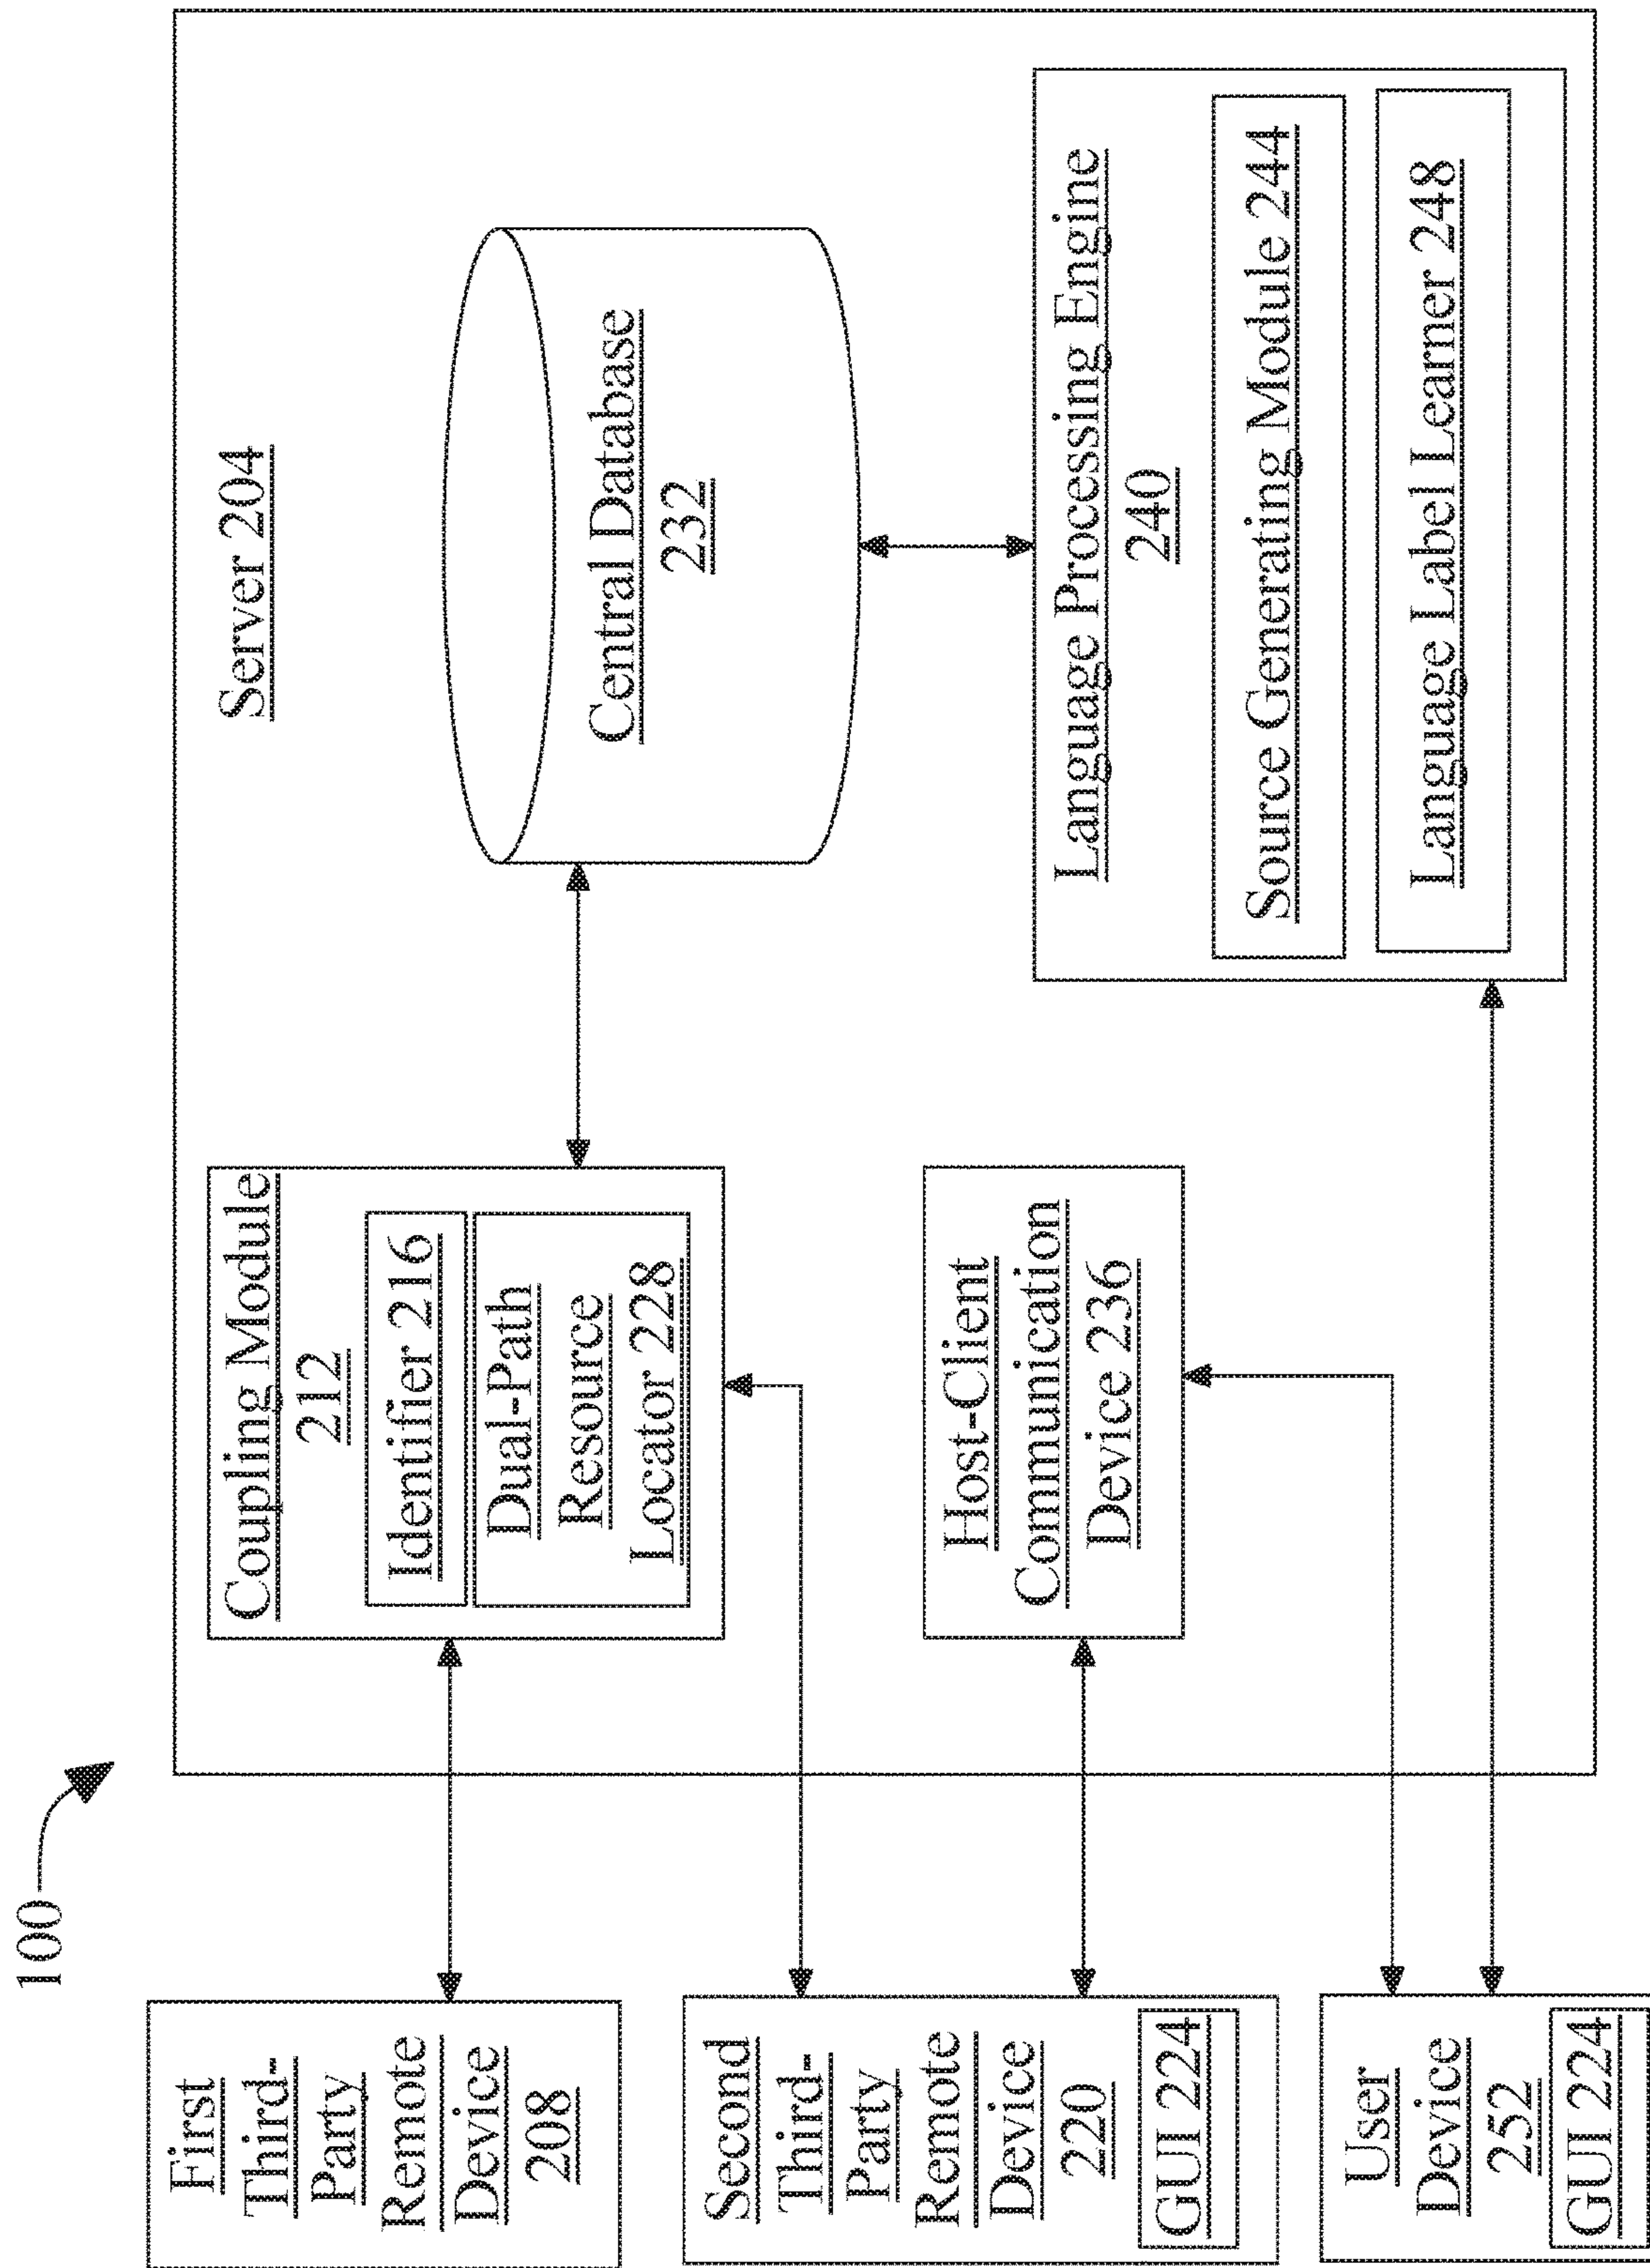 100
Server 204
First
Third-
Party
Remote
Device
208
Coupling Module
212
Identifier 216
Dual-Path
Resource
Locator 228
Central Database
232
Second
Third-
Party
Remote
Device
220
GUI 224
Host-Client
Communication
Device 236
Language Processing Engine
240
Source Generating Module 244
Language Label Learner 248
User
Device
252
GUI 224